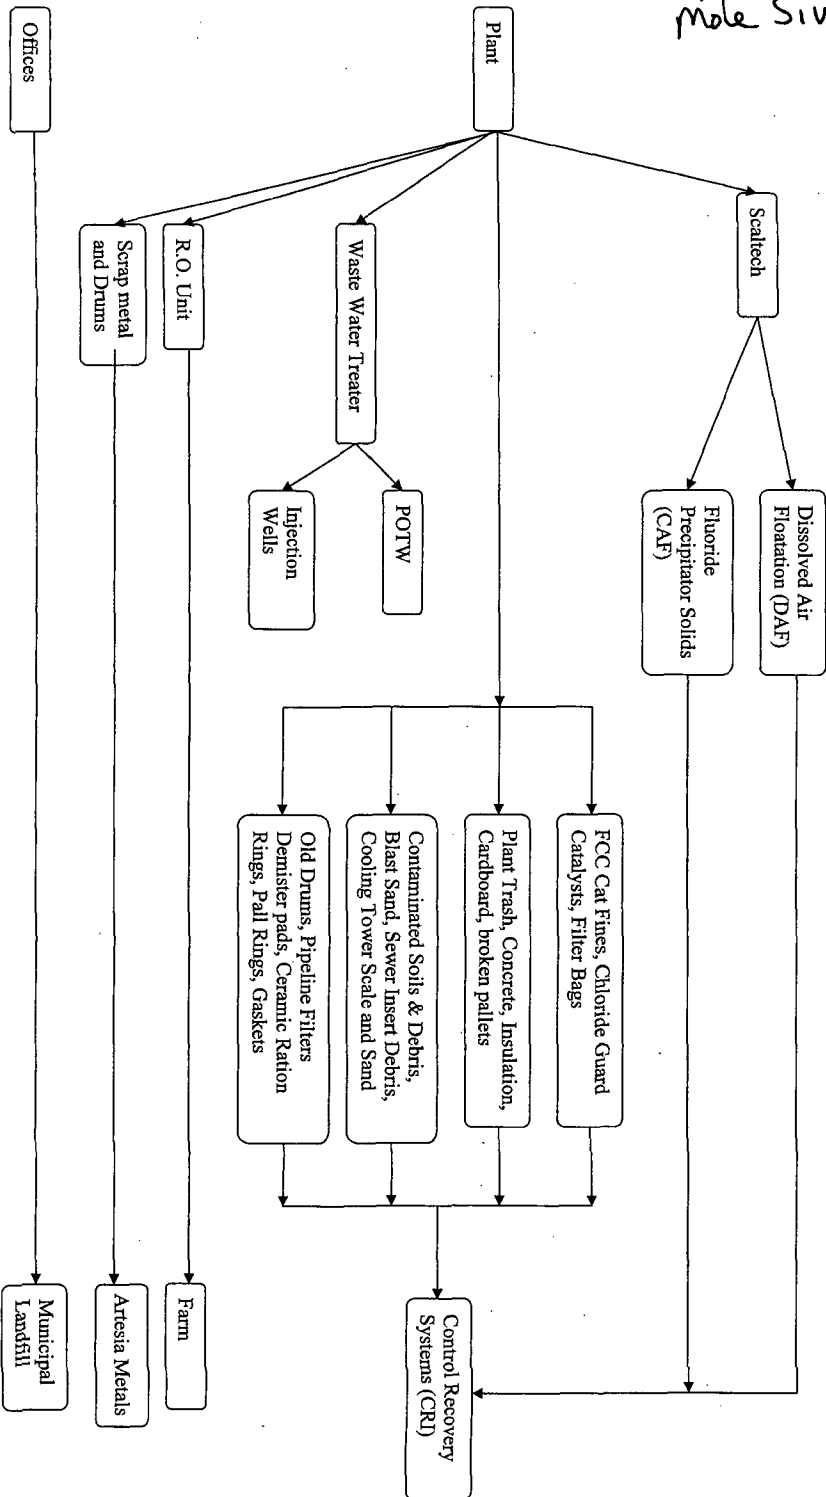 Mole Siv
Dissolved Air
Floatation (DAF)
Scaltech
Fluoride
Precipitator Solids
(CAF)
FCC Cat Fines, Chloride Guard
Catalysts, Filter Bags
Plant
Plant Trash, Concrete, Insulation,
Cardboard, broken pallets
Control Recovery
Systems (CRI)
Contaminated Soils & Debris,
Blast Sand, Sewer Insert Debris,
Cooling Tower Scale and Sand
POTW
Waste Water Treater
Injection
Wells
Old Drums, Pipeline Filters
Demister pads, Ceramic Ration
Rings, Pall Rings, Gaskets
R.O. Unit
Farm
Scrap metal
and Drums
Artesia Metals
Offices
Municipal
Landfill